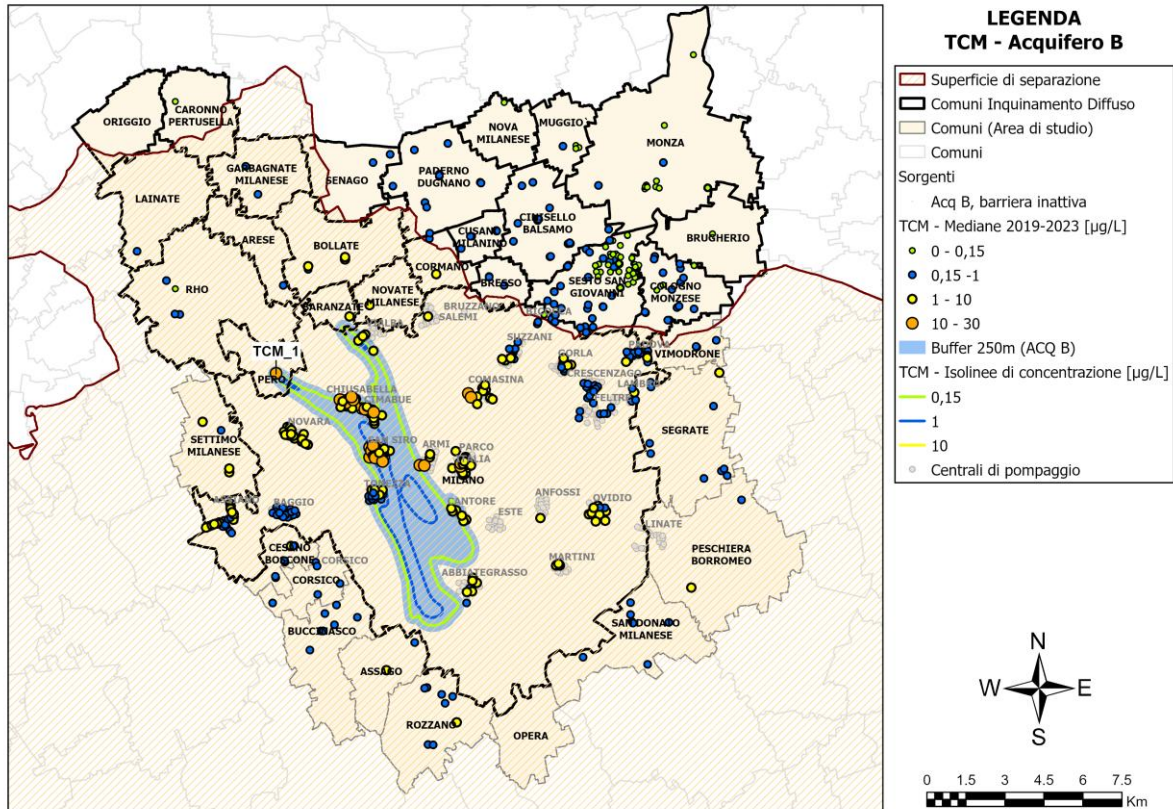 LEGENDA
TCM - Acquifero B
Superficie di separazione
Comuni Inquinamento Diffuso
Comuni (Area di studio)
Comuni
Sorgenti
Acq B, barriera inattiva
TCM - Mediane 2019-2023 [µg/L]
0 - 0,15
0,15 -1
1 - 10
10 - 30
Buffer 250m (ACQ B)
TCM - Isolinee di concentrazione [µg/L]
0,15
1
10
Centrali di pompaggio
N
W E
S
0 1.5 3 4.5 6 7.5
Km
ORIGGIO
CARONNO
PERTUSELLA
NOVA
MILANESE
MUGGIO
MONZA
GARBAGNATE
MILANESE
SENAGO
PADERNO
DUGNANO
LAINATE
CINISELLO
BALSAMO
CUSANO
MILANINO
BRUGHERIO
ARESE
BOLLATE
CORMANO
BRESSO
SESTO SAN
GIOVANNI
COLOGNO
MONZESE
RHO
NOVATE
MILANESE
BARANZATE
BRUZZANO
SALEMI
SUZZANI
GORLA
PADOVA
VIMODRONE
TCM_1
PERO
CHIUSABELLA
CIMABUE
COMASINA
CRESCENZAGO
LAMBRO
FELTRE
SETTIMO
MILANESE
NOVARA
SAN SIRO
ARMI
PARCO
ITALIA
MILANO
SEGRATE
BAGGIO
CANTORE
ESTE
ANFOSSI
OVIDIO
LINATE
CESANO
BOSCONE
CORSICO
CORSICO
ABBIATEGRASSO
MARTINI
PESCHIERA
BORROMEO
BUCCINASCO
SAN DONATO
MILANESE
ASSAGO
ROZZANO
OPERA